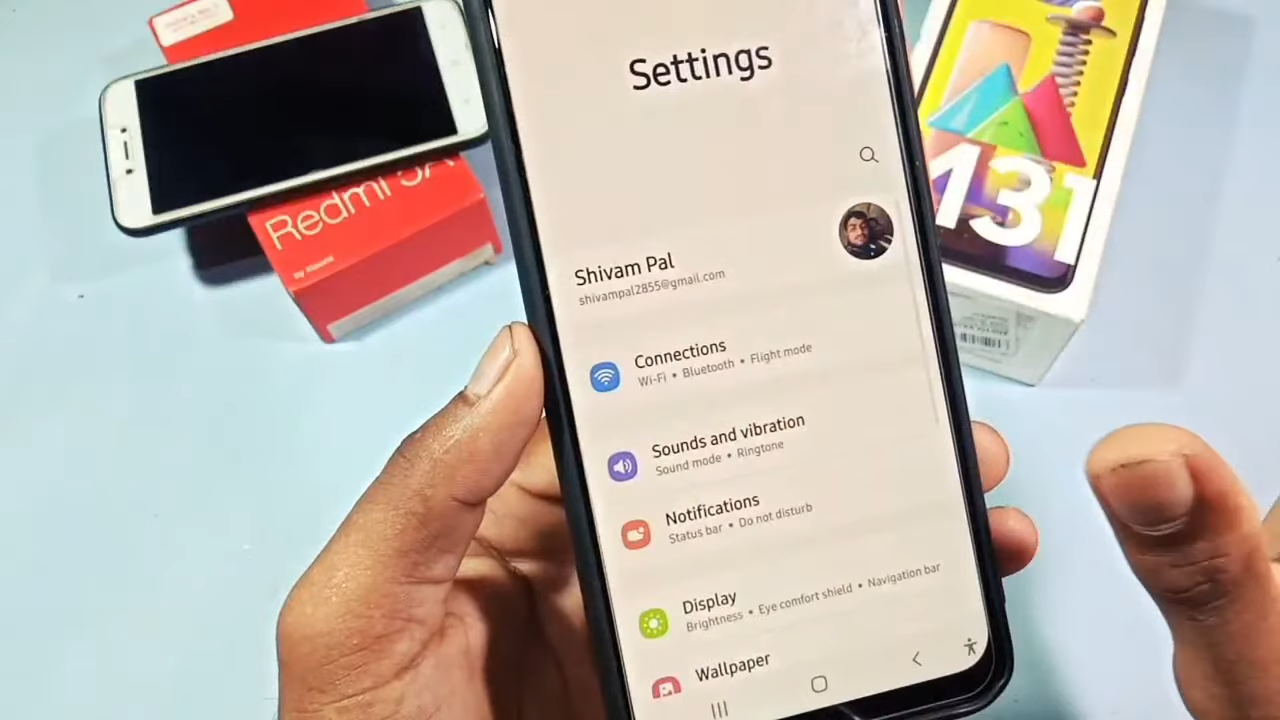 Settings
Shivam Pal
shivampal2855@gmail.com
Connections
Wi-Fi • Bluetooth • Flight mode
Sounds and vibration
Sound mode • Ringtone
Notifications
Status bar • Do not disturb
Display
Brightness • Eye comfort shield • Navigation bar
Wallpaper
Redmi 5A
by Xiaomi
M31